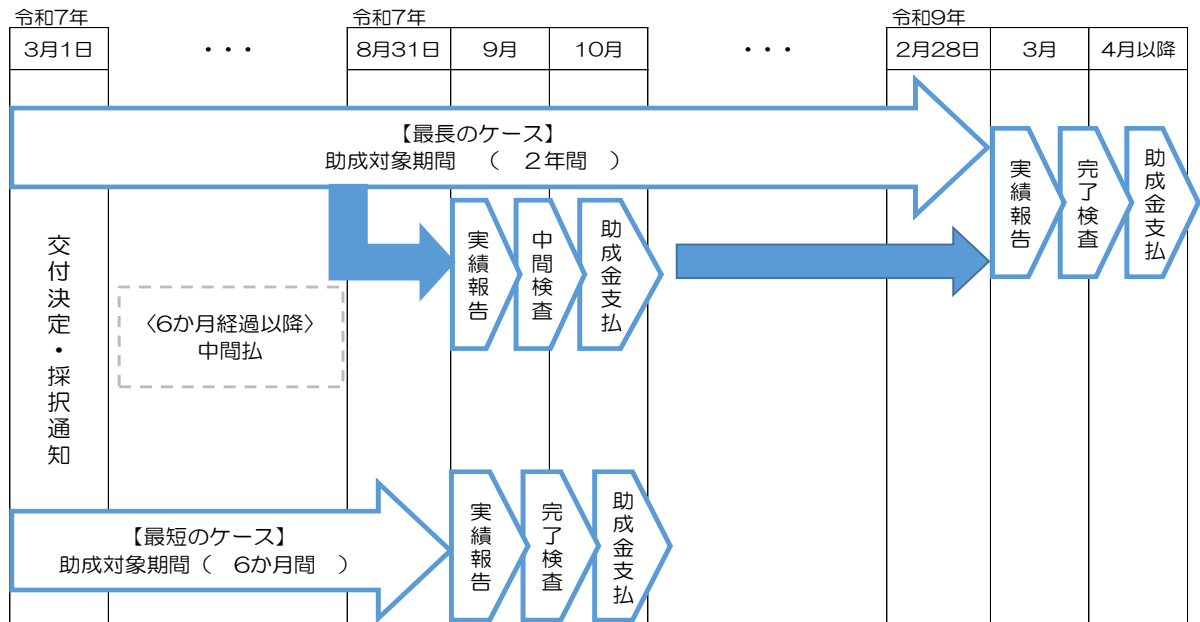 令和7年
令和7年
令和9年
3月1日
・・・
8月31日
9月
10月
・・・
2月28日
3月
4月以降
【最長のケース】
助成対象期間 （ 2年間 ）
実績報告
完了検査
助成金支払
実績報告
中間検査
助成金支払
交付決定・採択通知
〈6か月経過以降〉
中間払
【最短のケース】
助成対象期間（ 6か月間 ）
実績報告
完了検査
助成金支払